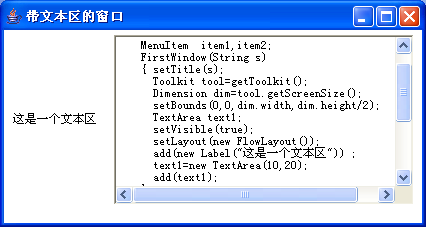 带文本区的窗口
这是一个文本区
MenuItem  item1,item2;
FirstWindow(String s)
{ setTitle(s);
Toolkit tool=getToolkit();
Dimension dim=tool.getScreenSize();
setBounds(0,0,dim.width,dim.height/2);
TextArea text1;
setVisible(true);
setLayout(new FlowLayout());
add(new Label("这是一个文本区")) ;
text1=new TextArea(10,20);
add(text1);